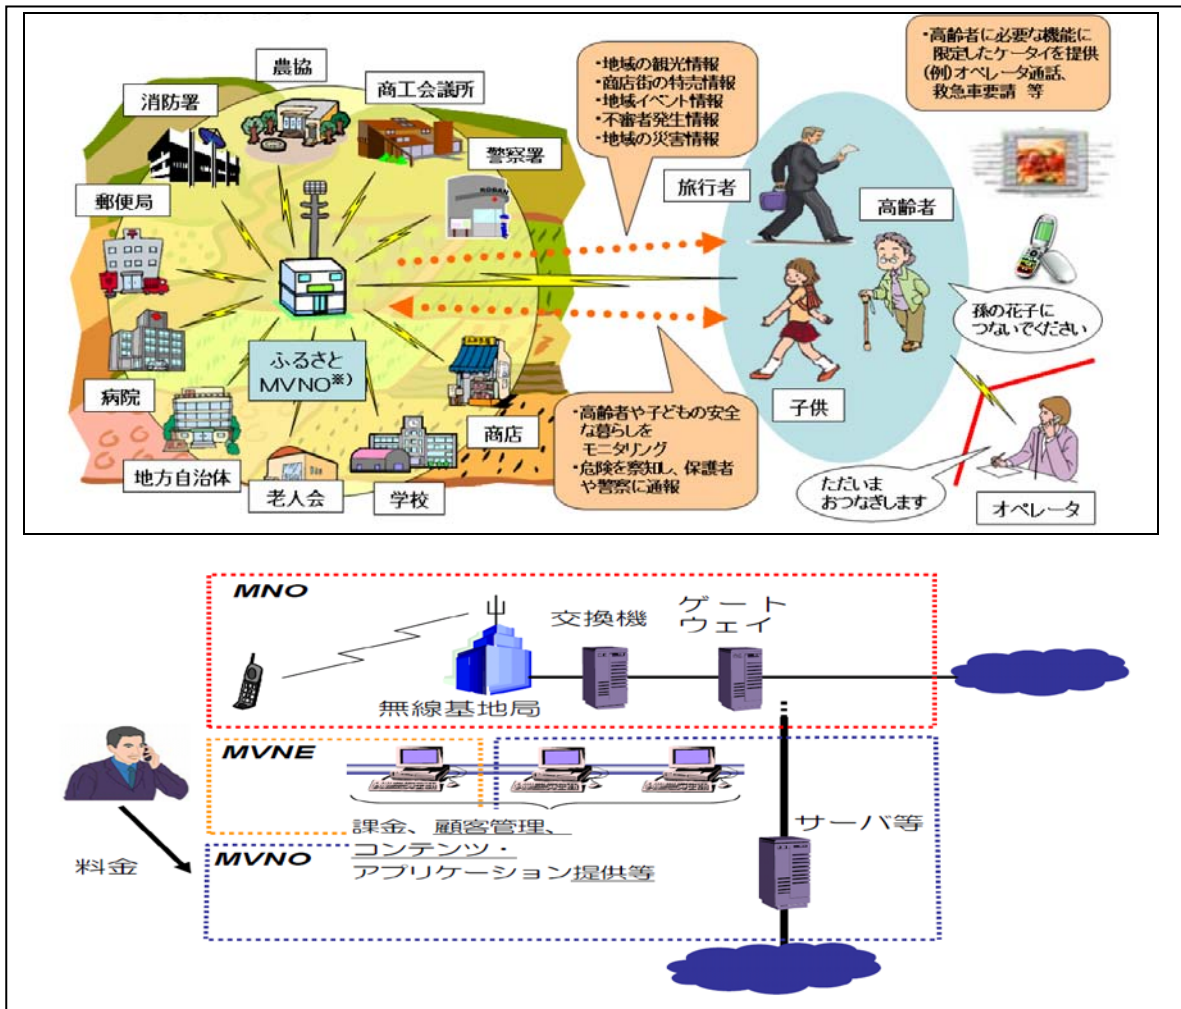 農協
商工会議所
消防署
警察署
KOBAN
郵便局
病院
ふるさと
MVNO※)
地方自治体
老人会
学校
商店
・地域の観光情報
・商店街の特売情報
・地域イベント情報
・不審者発生情報
・地域の災害情報
・高齢者に必要な機能に
限定したケータイを提供
(例)オペレータ通話、
救急車要請 等
旅行者
高齢者
子供
孫の花子に
つないでください
・高齢者や子どもの安全
な暮らしを
モニタリング
・危険を察知し、保護者
や警察に通報
ただいま
おつなぎします
オペレータ
MNO
交換機
ゲート
ウェイ
無線基地局
MVNE
課金、顧客管理、
コンテンツ・
アプリケーション提供等
サーバ等
料金
MVNO